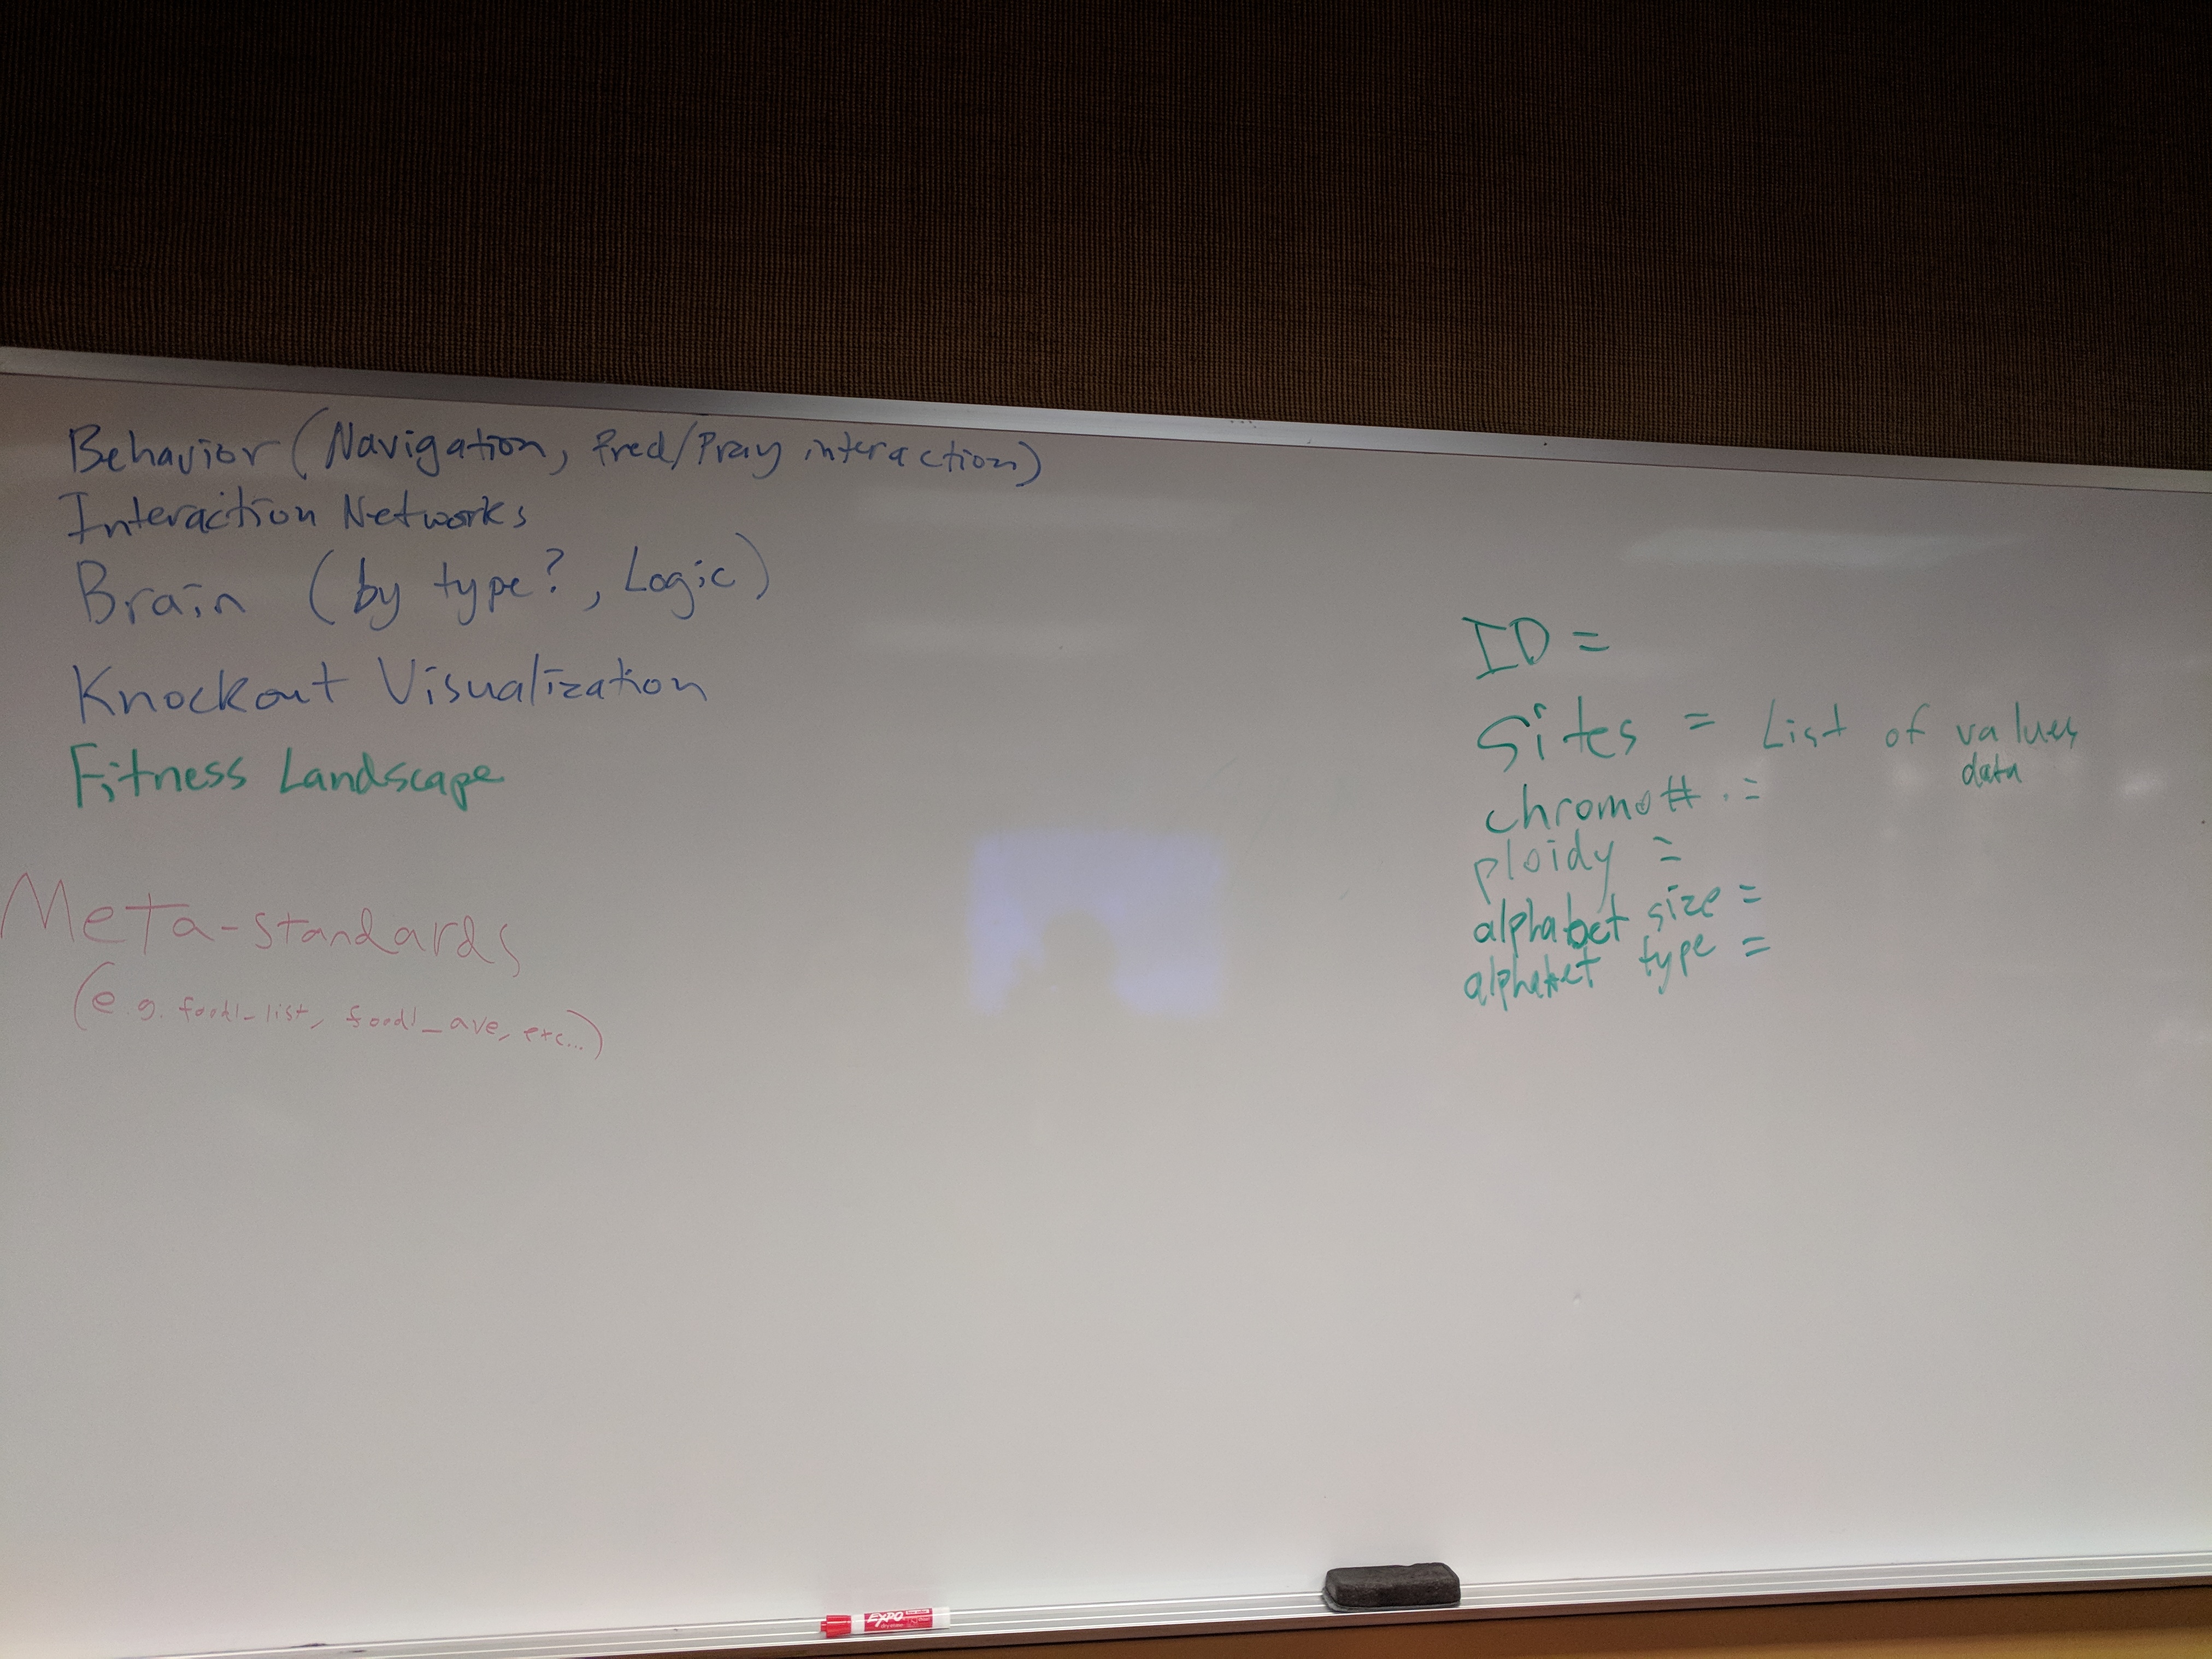 Behavior (Navigation, Pred/Pray interaction)
Interaction Networks
Brain (by type?, Logic)
Knockout Visualization
Fitness Landscape
Meta-standards
(e.g. food1_list, food1_ave, etc...)
ID =
Sites = List of values
data
chromo# =
ploidy =
alphabet size =
alphabet type =
EXPO